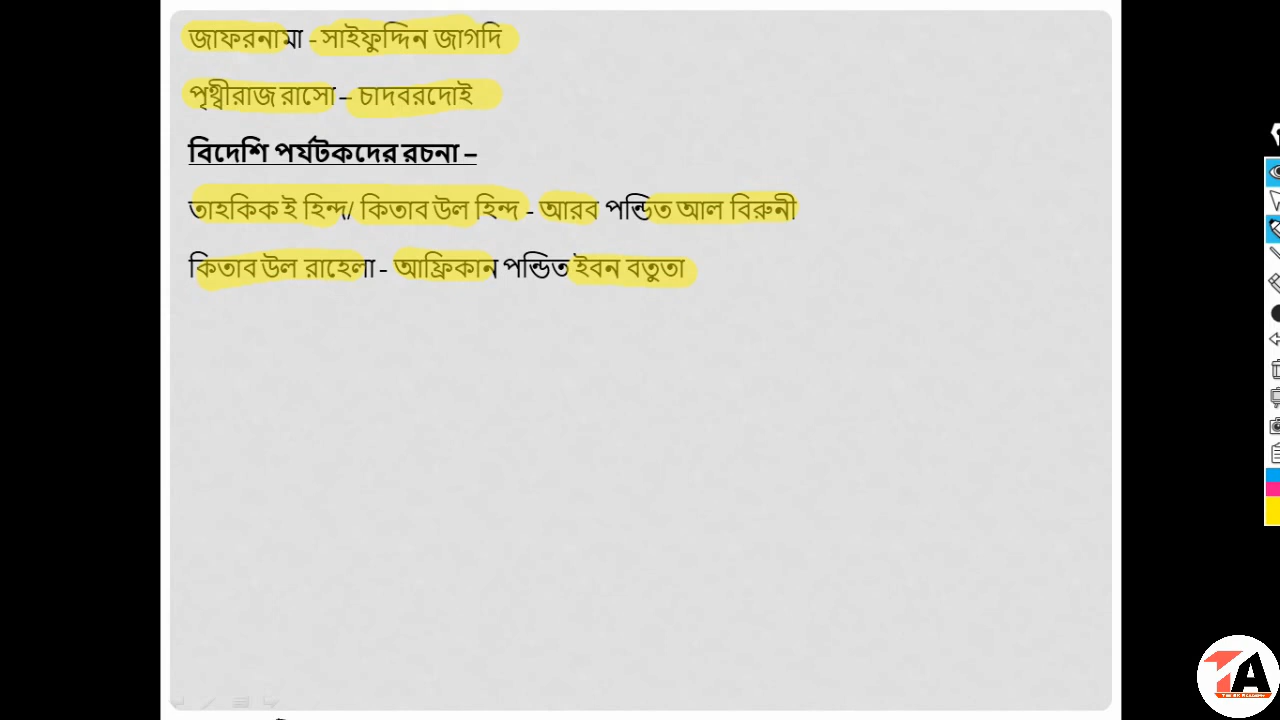 জাফরনামা - সাইফুদ্দিন জাগদি
পৃথ্বীরাজ রাসো – চাদবরদোই
বিদেশি পর্যটকদের রচনা –
তাহকিক ই হিন্দ/ কিতাব উল হিন্দ - আরব পন্ডিত আল বিরুনী
কিতাব উল রাহেলা - আফ্রিকান পন্ডিত ইবন বতুতা